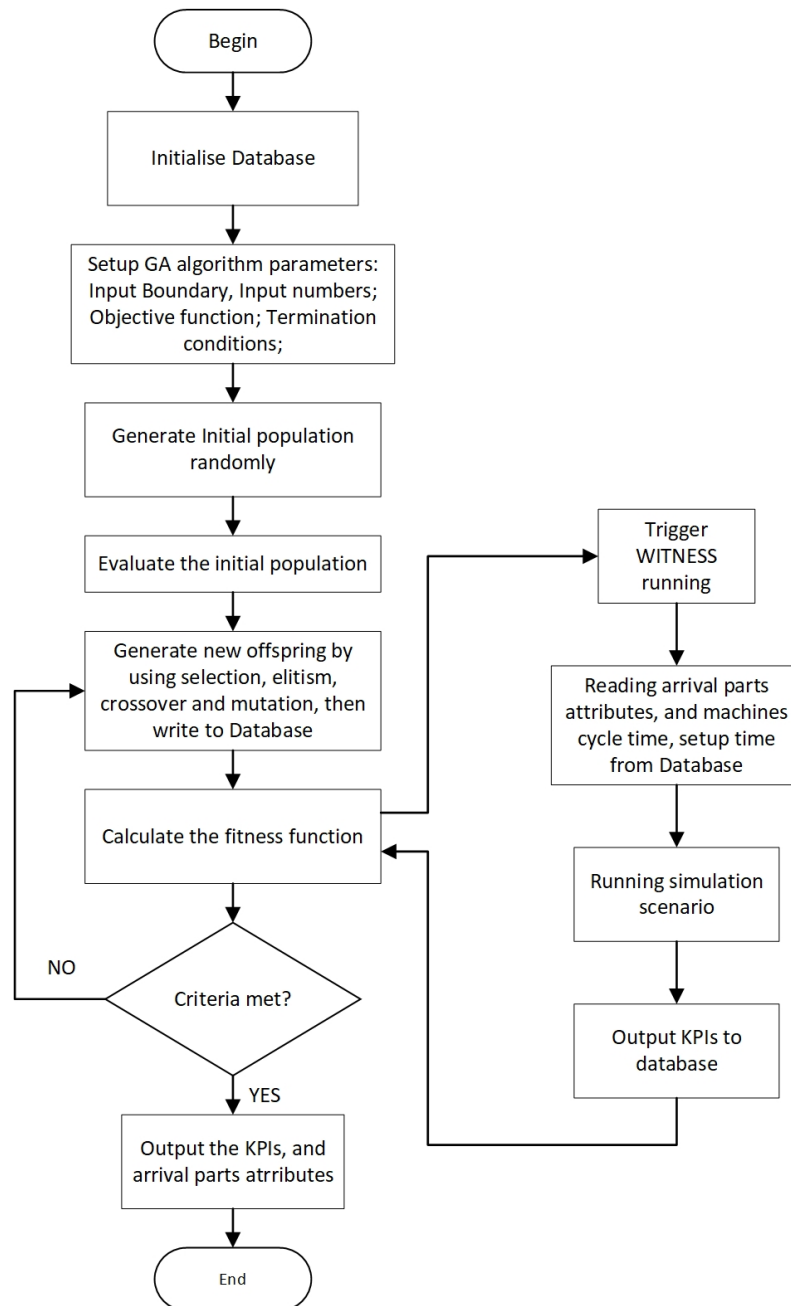 Begin
Initialise Database
Setup GA algorithm parameters:
Input Boundary, Input numbers;
Objective function; Termination
conditions;
Generate Initial population
randomly
Evaluate the initial population
Generate new offspring by
using selection, elitism,
crossover and mutation, then
write to Database
Calculate the fitness function
NO
Criteria met?
YES
Output the KPIs, and
arrival parts atrributes
End
Trigger
WITNESS
running
Reading arrival parts
attributes, and machines
cycle time, setup time
from Database
Running simulation
scenario
Output KPIs to
database